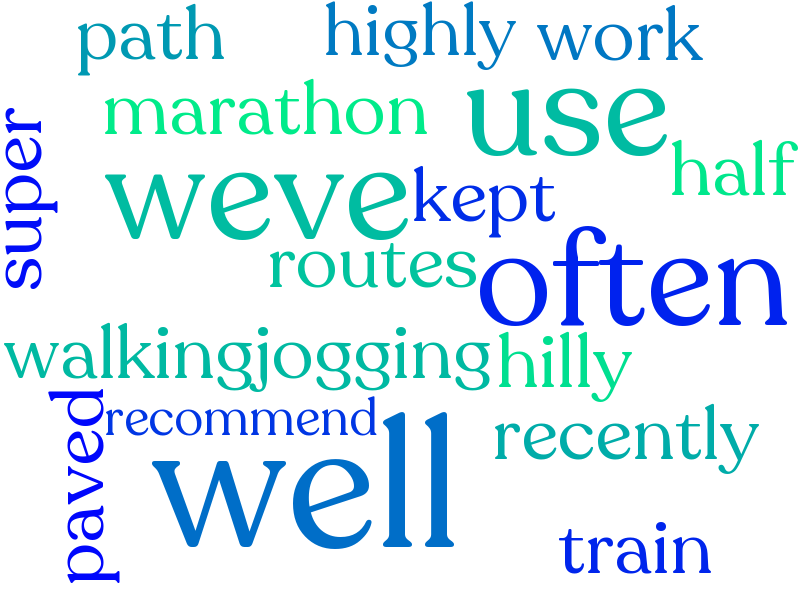 path
highly
work
marathon
use
super
half
weve
kept
routes
often
walkingjogging
hilly
recommend
paved
recently
well
train